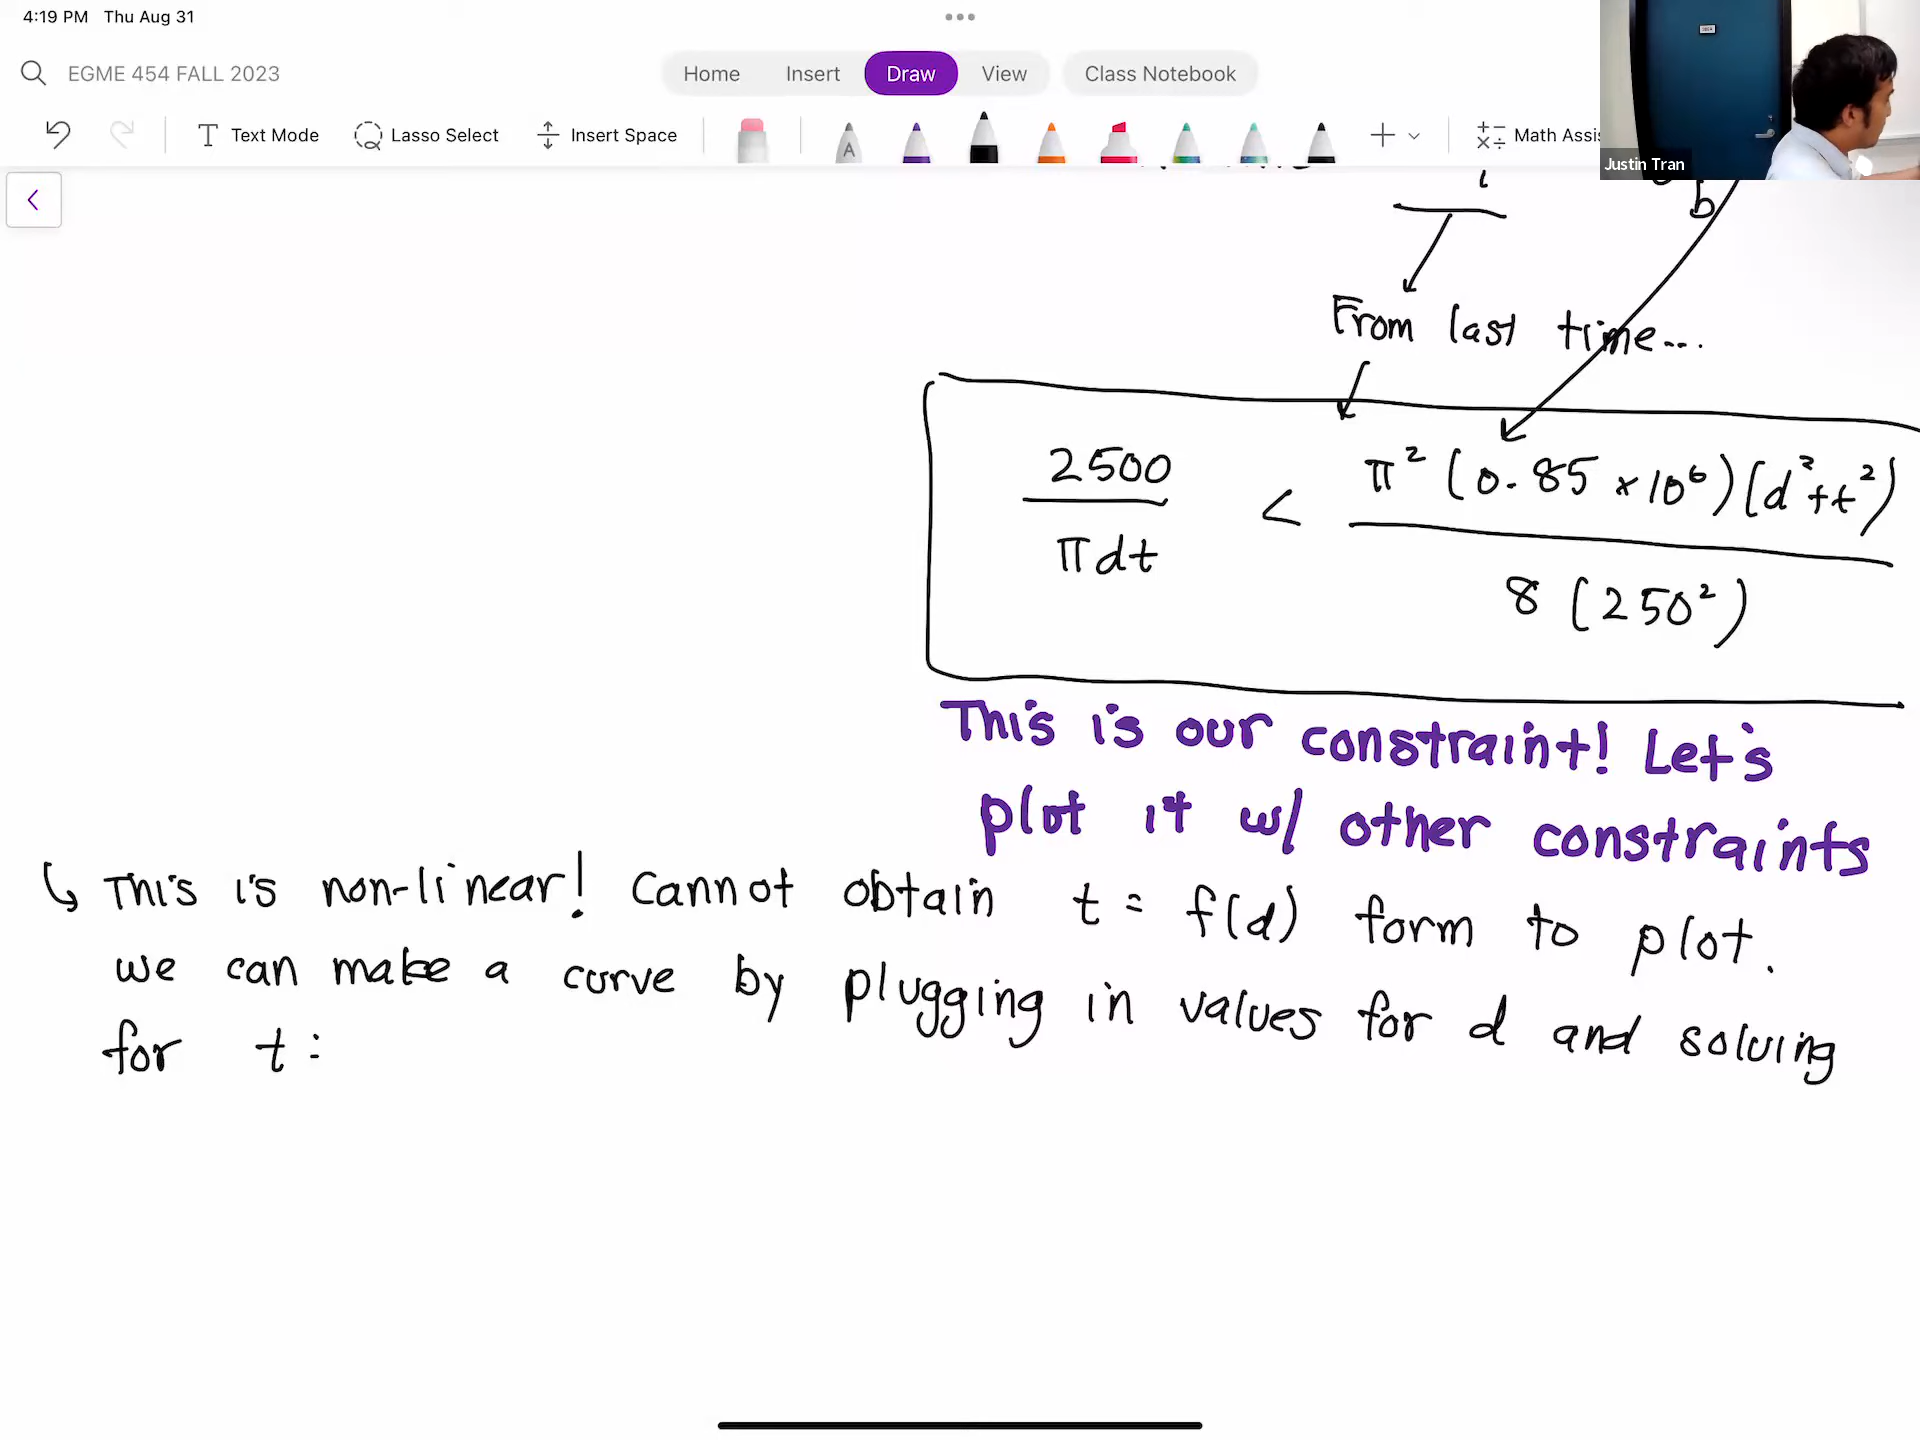 4:19 PM Thu Aug 31
EGME 454 FALL 2023
Home Insert Draw View Class Notebook
Text Mode Lasso Select Insert Space Math Assis
Justin Tran
b
From last time...
2500 / πdt < π² (0.85 × 10⁶)(d² + t²) / 8 (250²)
This is our constraint! Let's
plot it w/ other constraints
↳ This is non-linear! Cannot obtain t = f(d) form to plot.
we can make a curve by plugging in values for d and solving
for t: